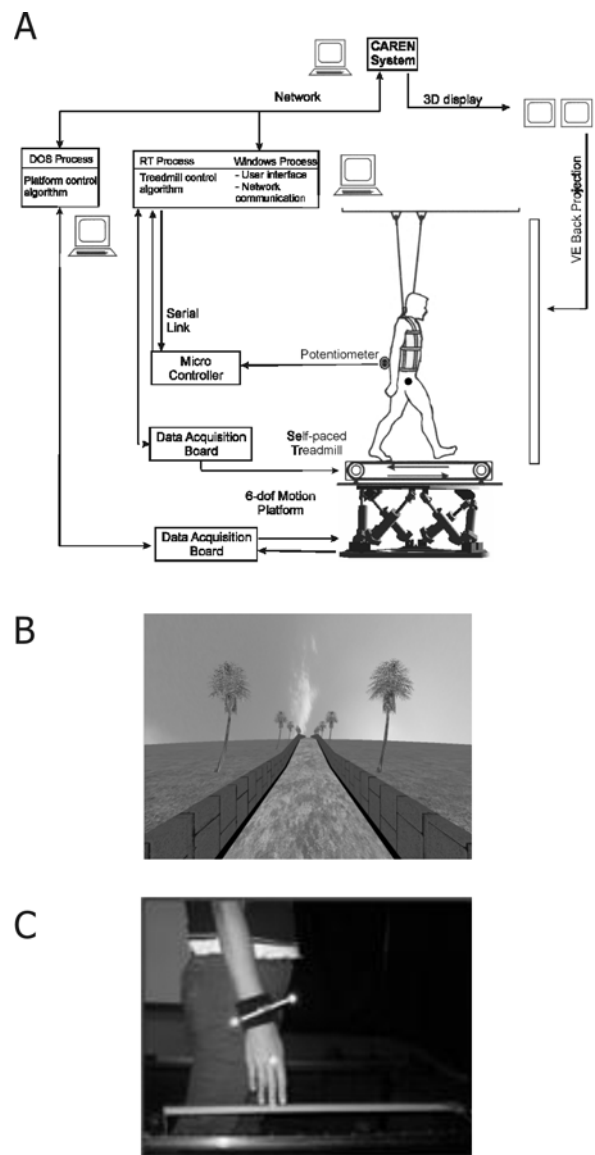 A
CAREN
System
Network
3D display
DOS Process
Platform control
algorithm
RT Process
Treadmill control
algorithm
Windows Process
- User interface
- Network
communication
VE Back Projection
Serial
Link
Potentiometer
Micro
Controller
Self-paced
Treadmill
Data Acquisition
Board
6-dof Motion
Platform
Data Acquisition
Board
B
C